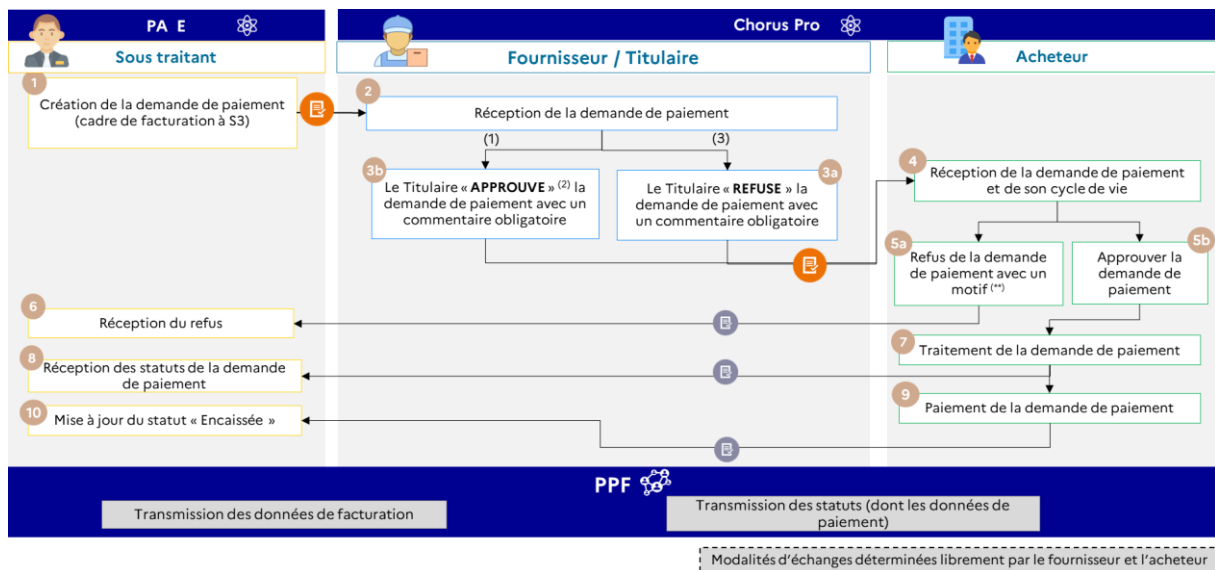 PA E
Chorus Pro
Sous traitant
Fournisseur / Titulaire
Acheteur
1
Création de la demande de paiement
(cadre de facturation à S3)
2
Réception de la demande de paiement
(1)
(3)
3b
Le Titulaire « APPROUVE » (2) la
demande de paiement avec un
commentaire obligatoire
3a
Le Titulaire « REFUSE » la
demande de paiement avec
un commentaire obligatoire
4
Réception de la demande de paiement
et de son cycle de vie
5a
Refus de la demande
de paiement avec un
motif (**)
5b
Approuver la
demande de
paiement
6
Réception du refus
7
Traitement de la demande de paiement
8
Réception des statuts de la demande
de paiement
9
Paiement de la demande de paiement
10
Mise à jour du statut « Encaissée »
PPF
Transmission des données de facturation
Transmission des statuts (dont les données de
paiement)
Modalités d’échanges déterminées librement par le fournisseur et l’acheteur